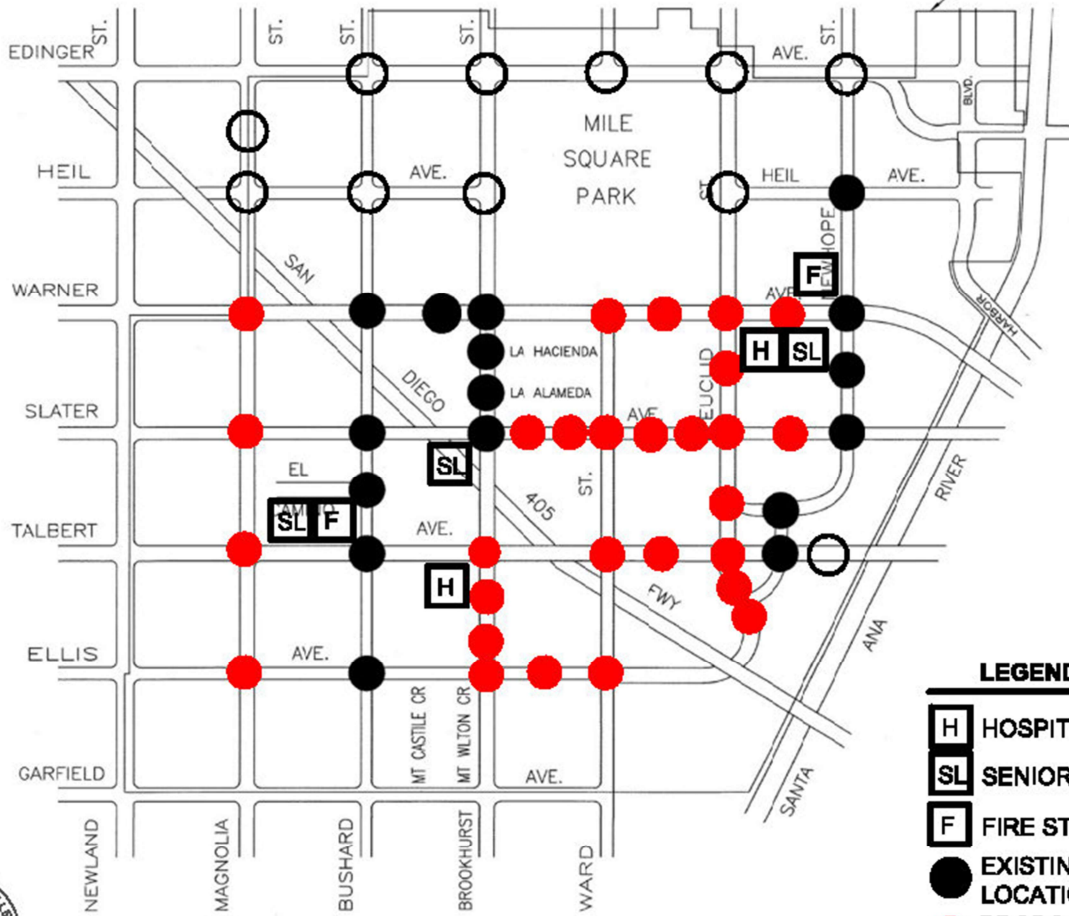 ST.
ST.
ST.
ST.
ST.
EDINGER
AVE.
BLVD.
MILE
SQUARE
PARK
HEIL
AVE.
ST.
HEIL
AVE.
NEWHOPE
F
SAN
WARNER
AVE.
HARBOR
LA HACIENDA
H
SL
EUCLID
DIEGO
LA ALAMEDA
SLATER
AVE.
SL
EL
ST.
405
RIVER
SL
F
TALBERT
AVE.
H
FWY
ANA
ELLIS
AVE.
LEGEND
MT CASTILE CR
MT WLTON CR
H HOSPIT
GARFIELD
AVE.
SANTA
SL SENIOR
F FIRE ST
EXISTIN
LOCATIO
NEWLAND
MAGNOLIA
BUSHARD
BROOKHURST
WARD